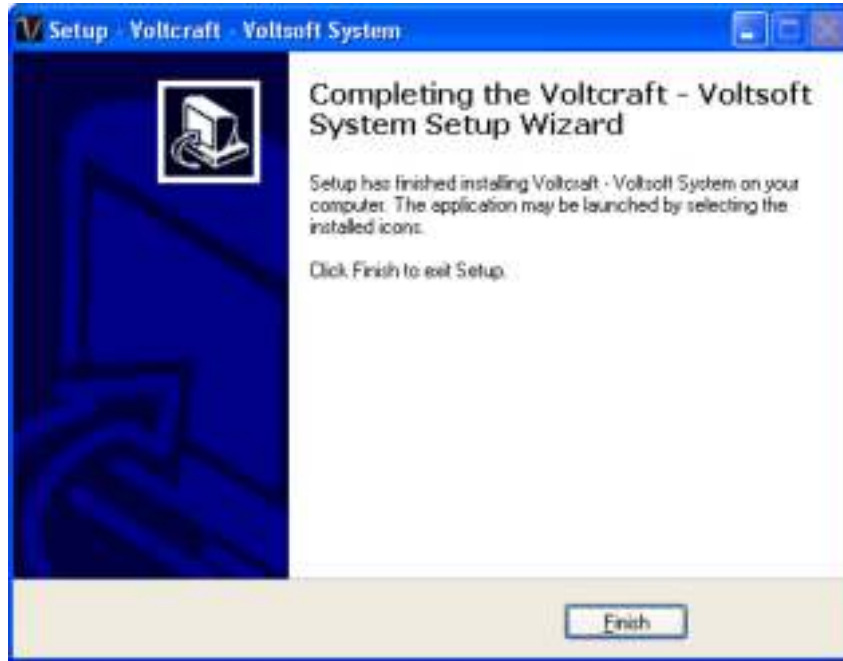 Setup - Voltcraft - Voltsoft System
Completing the Voltcraft - Voltsoft
System Setup Wizard
Setup has finished installing Voltcraft - Voltsoft System on your
computer. The application may be launched by selecting the
installed icons.
Click Finish to exit Setup.
Finish